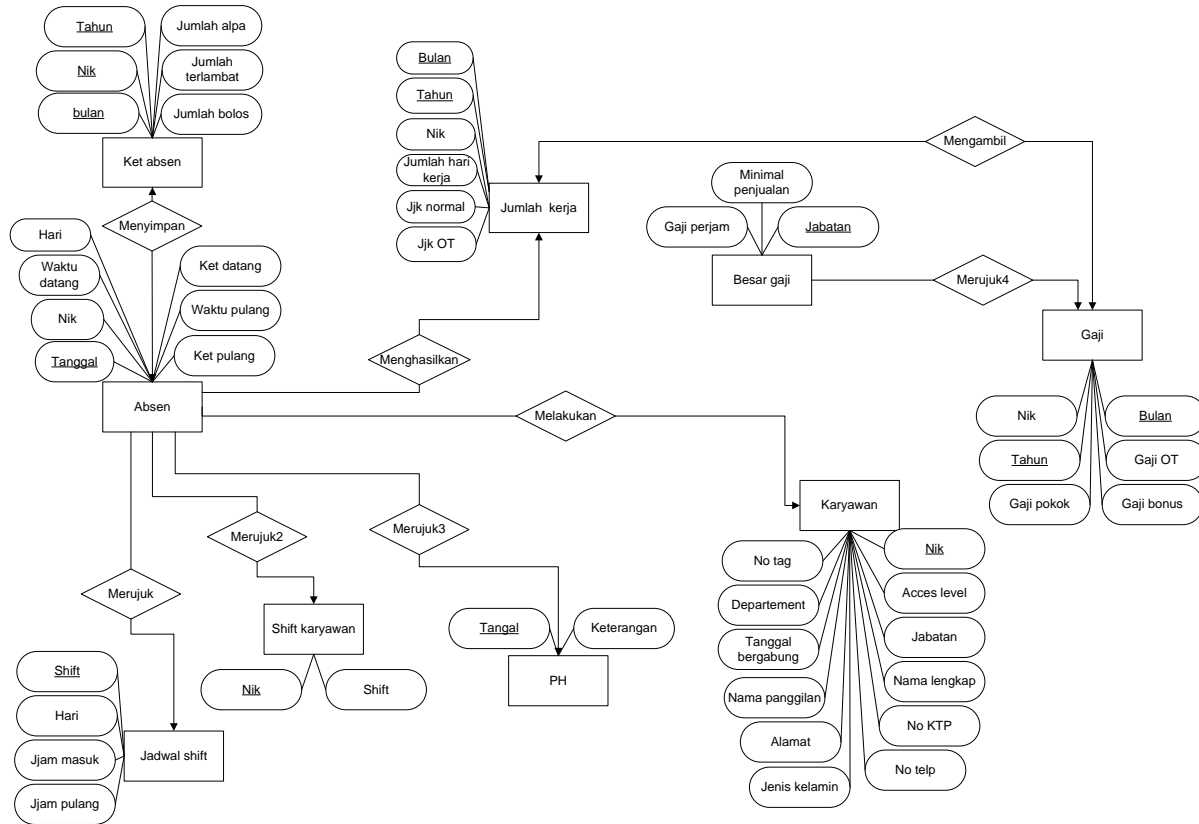 Tahun
Nik
bulan
Jumlah alpa
Jumlah
terlambat
Jumlah bolos
Ket absen
Menyimpan
Hari
Waktu
datang
Nik
Tanggal
Ket datang
Waktu pulang
Ket pulang
Absen
Bulan
Tahun
Nik
Jumlah hari
kerja
Jjk normal
Jjk OT
Jumlah kerja
Mengambil
Minimal
penjualan
Gaji perjam
Jabatan
Besar gaji
Merujuk4
Gaji
Nik
Tahun
Gaji pokok
Bulan
Gaji OT
Gaji bonus
Menghasilkan
Melakukan
Karyawan
No tag
Departement
Tanggal
bergabung
Nama panggilan
Alamat
Jenis kelamin
Nik
Acces level
Jabatan
Nama lengkap
No KTP
No telp
Merujuk
Merujuk2
Merujuk3
Shift karyawan
Nik
Shift
Tangal
Keterangan
PH
Shift
Hari
Jjam masuk
Jjam pulang
Jadwal shift